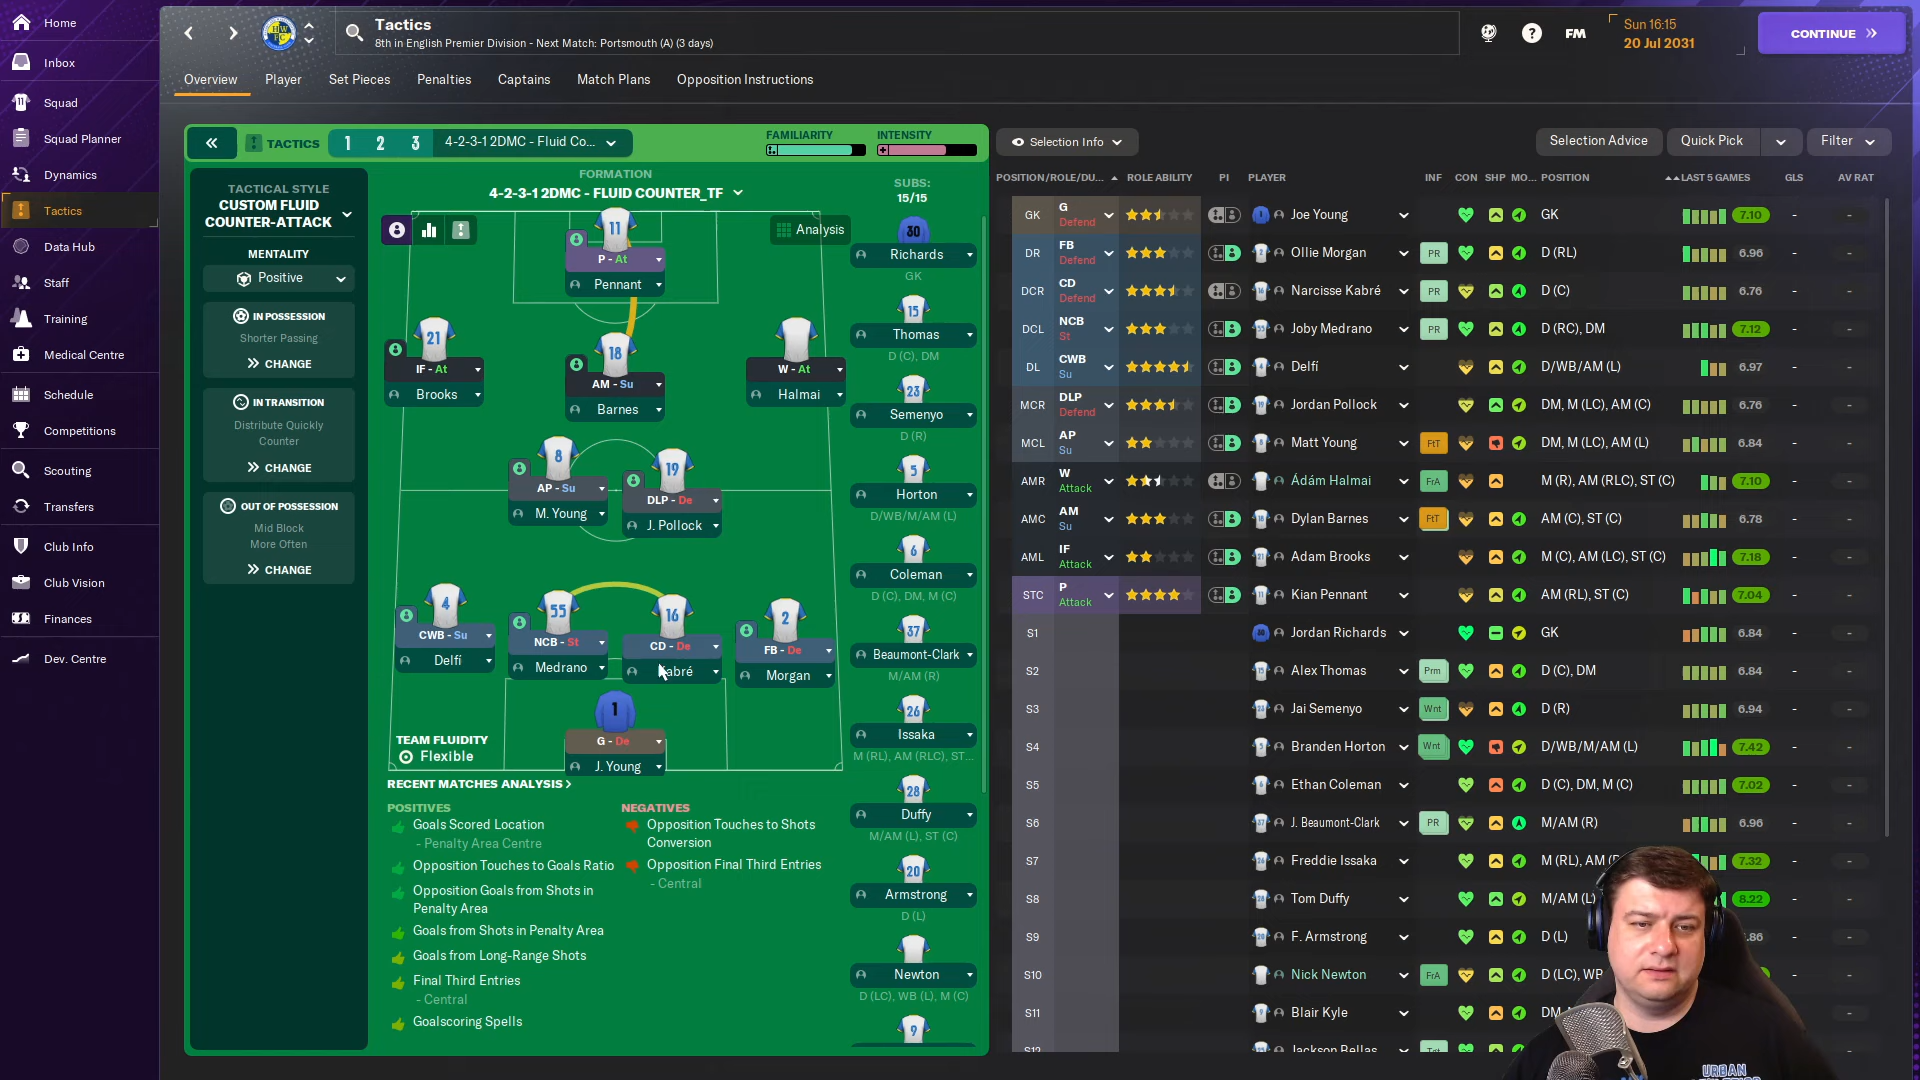 Home
Inbox
Squad
Squad Planner
Dynamics
Tactics
Data Hub
Staff
Training
Medical Centre
Schedule
Competitions
Scouting
Transfers
Club Info
Club Vision
Finances
Dev. Centre
Tactics
8th in English Premier Division - Next Match: Portsmouth (A) (3 days)
FM
Sun 16:15
20 Jul 2031
CONTINUE
Overview Player Set Pieces Penalties Captains Match Plans Opposition Instructions
TACTICS 1 2 3 4-2-3-1 2DMC - Fluid Co...
FAMILIARITY INTENSITY
TACTICAL STYLE
CUSTOM FLUID
COUNTER-ATTACK
MENTALITY
Positive
IN POSSESSION
Shorter Passing
CHANGE
IN TRANSITION
Distribute Quickly
Counter
CHANGE
OUT OF POSSESSION
Mid Block
More Often
CHANGE
FORMATION
4-2-3-1 2DMC - FLUID COUNTER_TF
Analysis
11
P - At
Pennant
21
IF - At
Brooks
18
AM - Su
Barnes
W - At
Halmai
8
AP - Su
M. Young
19
DLP - De
J. Pollock
4
CWB - Su
Delfí
55
NCB - St
Medrano
16
CD - De
abré
2
FB - De
Morgan
1
G - De
J. Young
TEAM FLUIDITY
Flexible
RECENT MATCHES ANALYSIS >
POSITIVES
Goals Scored Location
- Penalty Area Centre
Opposition Touches to Goals Ratio
Opposition Goals from Shots in
Penalty Area
Goals from Shots in Penalty Area
Goals from Long-Range Shots
Final Third Entries
- Central
Goalscoring Spells
NEGATIVES
Opposition Touches to Shots
Conversion
Opposition Final Third Entries
- Central
SUBS:
15/15
30
Richards
GK
15
Thomas
D (C), DM
23
Semenyo
D (R)
5
Horton
D/WB/M/AM (L)
6
Coleman
D (C), DM, M (C)
37
Beaumont-Clark
M/AM (R)
26
Issaka
M (RL), AM (RLC), ST...
28
Duffy
M/AM (L), ST (C)
20
Armstrong
D (L)
Newton
D (LC), WB (L), M (C)
9
Selection Info
Selection Advice Quick Pick Filter
POSITION/ROLE/DU... ROLE ABILITY PI PLAYER INF CON SHP MO... POSITION LAST 5 GAMES GLS AV RAT
GK G Defend Joe Young GK 7.10 - -
DR FB Defend Ollie Morgan PR D (RL) 6.96 - -
DCR CD Defend Narcisse Kabré PR D (C) 6.76 - -
DCL NCB St Joby Medrano PR D (RC), DM 7.12 - -
DL CWB Su Delfí D/WB/AM (L) 6.97 - -
MCR DLP Defend Jordan Pollock DM, M (LC), AM (C) 6.76 - -
MCL AP Su Matt Young FtT DM, M (LC), AM (L) 6.84 - -
AMR W Attack Ádám Halmai FrA M (R), AM (RLC), ST (C) 7.10 - -
AMC AM Su Dylan Barnes FtT AM (C), ST (C) 6.78 - -
AML IF Attack Adam Brooks M (C), AM (LC), ST (C) 7.18 - -
STC P Attack Kian Pennant AM (RL), ST (C) 7.04 - -
S1 Jordan Richards GK 6.84 - -
S2 Alex Thomas Prm D (C), DM 6.84 - -
S3 Jai Semenyo Wnt D (R) 6.94 - -
S4 Branden Horton Wnt D/WB/M/AM (L) 7.42 - -
S5 Ethan Coleman D (C), DM, M (C) 7.02 - -
S6 J. Beaumont-Clark PR M/AM (R) 6.96 - -
S7 Freddie Issaka M (RL), AM (R 7.32 - -
S8 Tom Duffy M/AM (L) 8.22 - -
S9 F. Armstrong D (L) .86 - -
S10 Nick Newton FrA D (LC), WB - -
S11 Blair Kyle DM, - -
S12 Jackson Bellas
URBAN